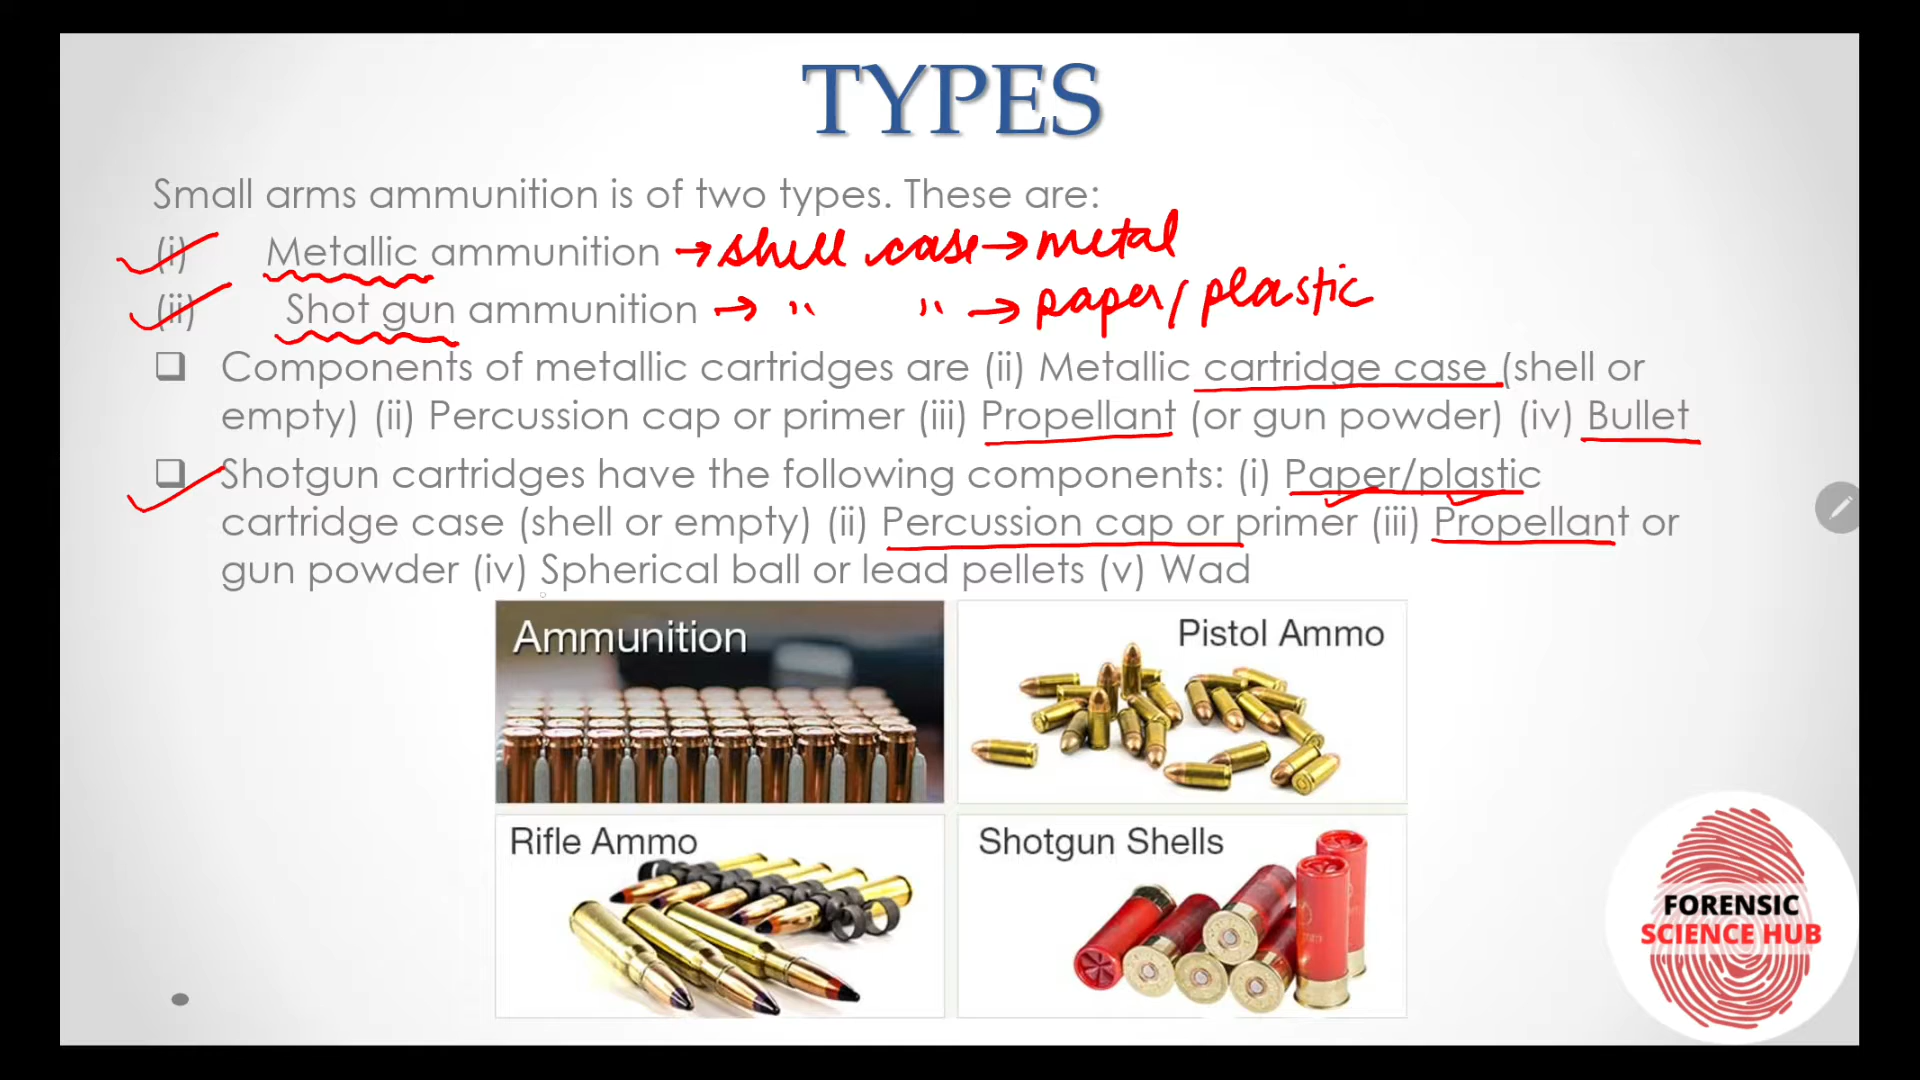 TYPES
Small arms ammunition is of two types. These are:
(i) Metallic ammunition → shell case → metal
(ii) Shot gun ammunition → " " → paper/plastic
❑ Components of metallic cartridges are (ii) Metallic cartridge case (shell or
empty) (ii) Percussion cap or primer (iii) Propellant (or gun powder) (iv) Bullet
❑ Shotgun cartridges have the following components: (i) Paper/plastic
cartridge case (shell or empty) (ii) Percussion cap or primer (iii) Propellant or
gun powder (iv) Spherical ball or lead pellets (v) Wad
Ammunition
Pistol Ammo
Rifle Ammo
Shotgun Shells
FORENSIC
SCIENCE HUB